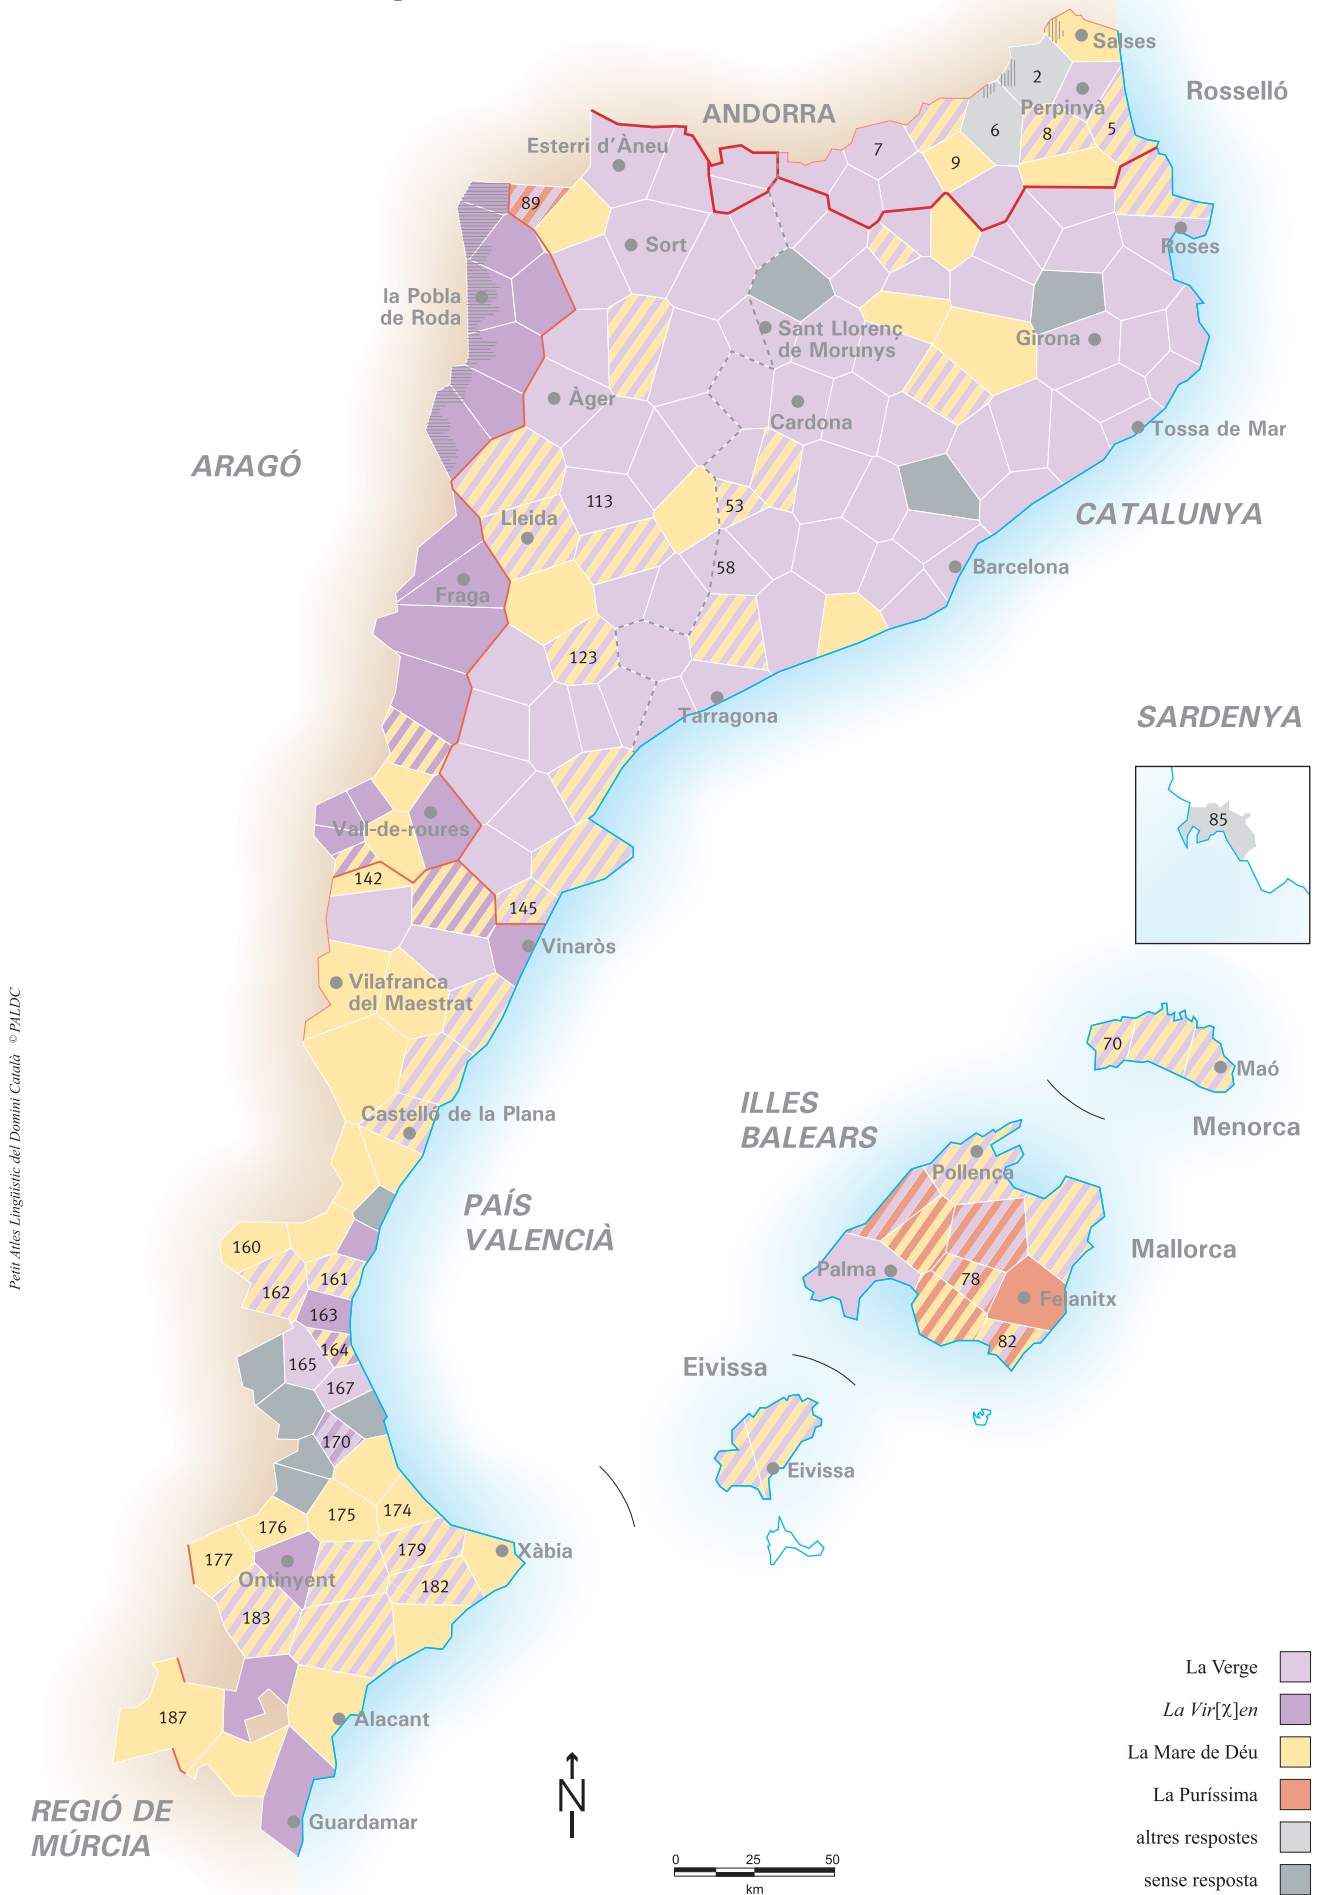 Salses
2
Rosselló
Perpinyà
ANDORRA
5
6
8
Esterri d'Àneu
7
9
89
Sort
Roses
la Pobla
de Roda
Sant Llorenç
de Morunys
Girona
Àger
Cardona
Tossa de Mar
ARAGÓ
113
53
Lleida
CATALUNYA
58
Barcelona
Fraga
123
Tarragona
SARDENYA
85
Vall-de-roures
142
145
Vinaròs
Vilafranca
del Maestrat
70
Maó
ILLES
BALEARS
Castelló de la Plana
Menorca
Pollença
PAÍS
VALENCIÀ
160
Mallorca
Palma
78
161
162
Felanitx
163
82
164
165
Eivissa
167
170
Eivissa
174
175
176
179
Xàbia
177
Ontinyent
182
183
187
Alacant
Guardamar
REGIÓ DE
MÚRCIA
N
0 25 50
km
La Verge
La Vir[χ]en
La Mare de Déu
La Puríssima
altres respostes
sense resposta
Petit Atles Lingüístic del Domini Català © PALDC